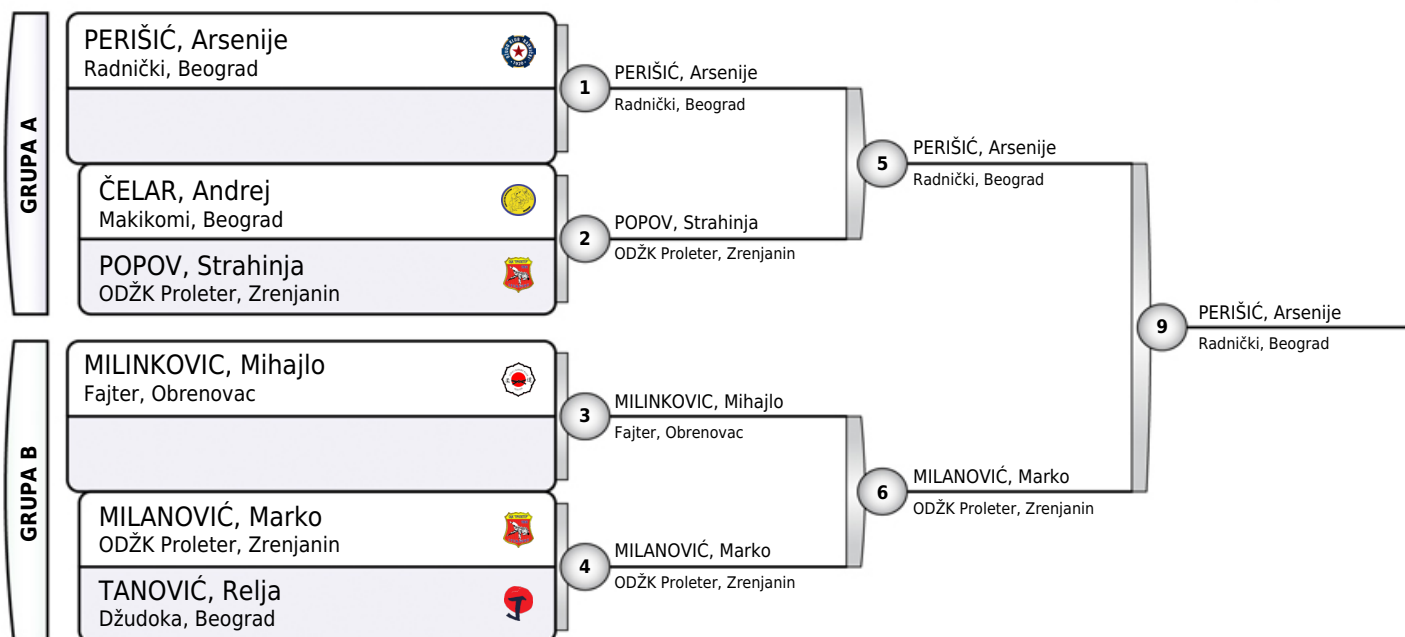 GRUPA A
PERIŠIĆ, Arsenije
Radnički, Beograd
ČELAR, Andrej
Makikomi, Beograd
POPOV, Strahinja
ODŽK Proleter, Zrenjanin
1
PERIŠIĆ, Arsenije
Radnički, Beograd
2
POPOV, Strahinja
ODŽK Proleter, Zrenjanin
5
PERIŠIĆ, Arsenije
Radnički, Beograd
GRUPA B
MILINKOVIC, Mihajlo
Fajter, Obrenovac
MILANOVIĆ, Marko
ODŽK Proleter, Zrenjanin
TANOVIĆ, Relja
Džudoka, Beograd
3
MILINKOVIC, Mihajlo
Fajter, Obrenovac
4
MILANOVIĆ, Marko
ODŽK Proleter, Zrenjanin
6
MILANOVIĆ, Marko
ODŽK Proleter, Zrenjanin
9
PERIŠIĆ, Arsenije
Radnički, Beograd